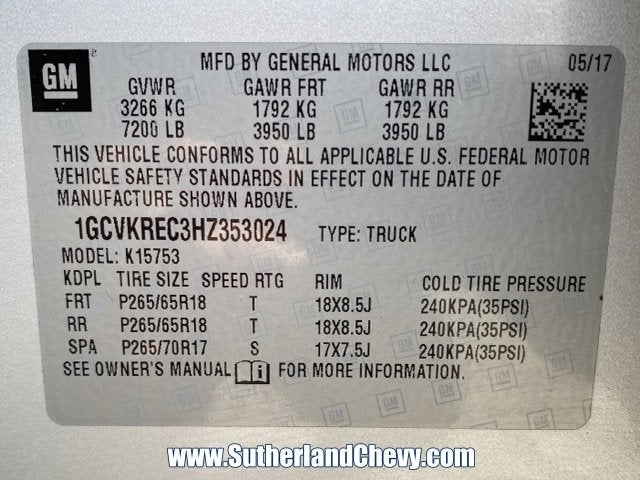 GM
MFD BY GENERAL MOTORS LLC 05/17
GVWR GAWR FRT GAWR RR
3266 KG 1792 KG 1792 KG
7200 LB 3950 LB 3950 LB
THIS VEHICLE CONFORMS TO ALL APPLICABLE U.S. FEDERAL MOTOR
VEHICLE SAFETY STANDARDS IN EFFECT ON THE DATE OF
MANUFACTURE SHOWN ABOVE.
1GCVKREC3HZ353024 TYPE: TRUCK
MODEL: K15753
KDPL TIRE SIZE SPEED RTG RIM COLD TIRE PRESSURE
FRT P265/65R18 T 18X8.5J 240KPA(35PSI)
RR P265/65R18 T 18X8.5J 240KPA(35PSI)
SPA P265/70R17 S 17X7.5J 240KPA(35PSI)
SEE OWNER'S MANUAL i FOR MORE INFORMATION.
www.SutherlandChevy.com